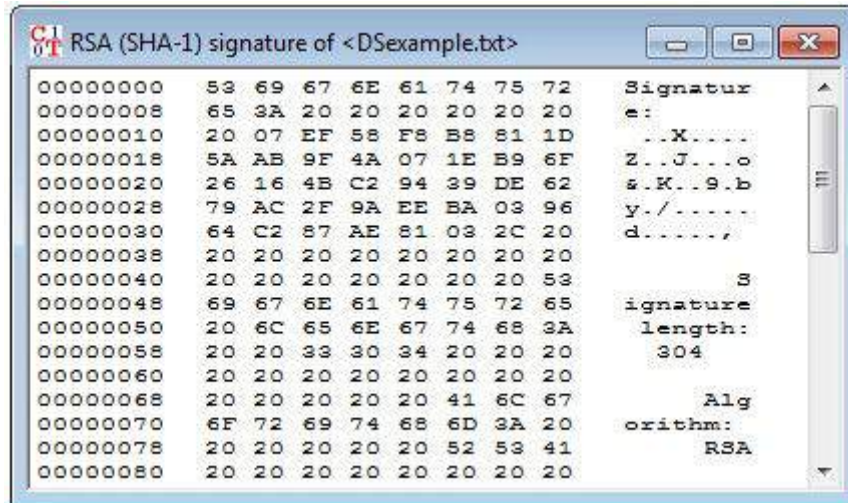 RSA (SHA-1) signature of <DSexample.txt>
00000000 53 69 67 6E 61 74 75 72 Signatur
00000008 65 3A 20 20 20 20 20 20 e:
00000010 20 07 EF 58 F8 B8 81 1D ..X....
00000018 5A AB 9F 4A 07 1E B9 6F Z..J...o
00000020 26 16 4B C2 94 39 DE 62 &.K..9.b
00000028 79 AC 2F 9A EE BA 03 96 y./.....
00000030 64 C2 87 AE 81 03 2C 20 d.....,
00000038 20 20 20 20 20 20 20 20
00000040 20 20 20 20 20 20 20 53 S
00000048 69 67 6E 61 74 75 72 65 ignature
00000050 20 6C 65 6E 67 74 68 3A length:
00000058 20 20 33 30 34 20 20 20 304
00000060 20 20 20 20 20 20 20 20
00000068 20 20 20 20 20 41 6C 67 Alg
00000070 6F 72 69 74 68 6D 3A 20 orithm:
00000078 20 20 20 20 20 52 53 41 RSA
00000080 20 20 20 20 20 20 20 20